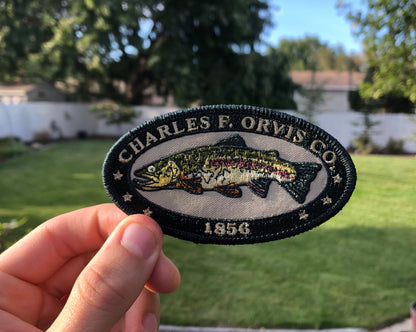 CHARLES F. ORVIS CO.
1856